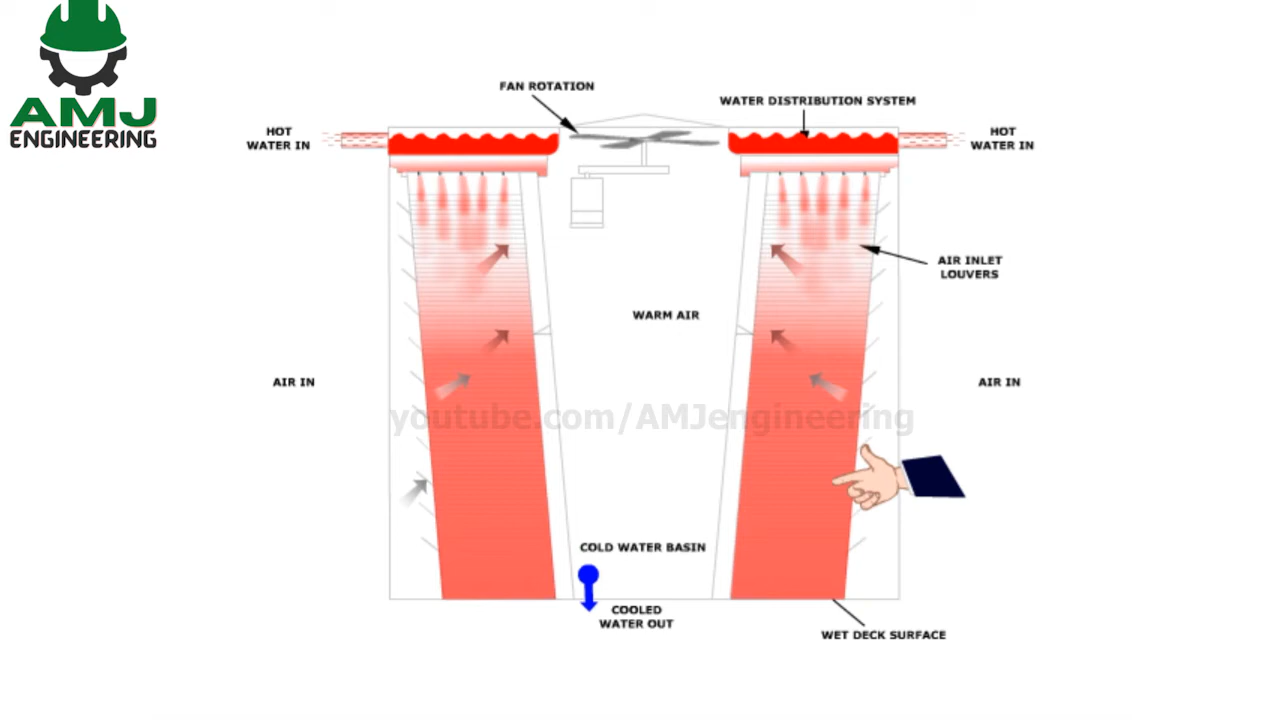 AMJ
ENGINEERING
FAN ROTATION
WATER DISTRIBUTION SYSTEM
HOT
WATER IN
HOT
WATER IN
AIR INLET
LOUVERS
WARM AIR
AIR IN
AIR IN
youtube.com/AMJengineering
COLD WATER BASIN
COOLED
WATER OUT
WET DECK SURFACE